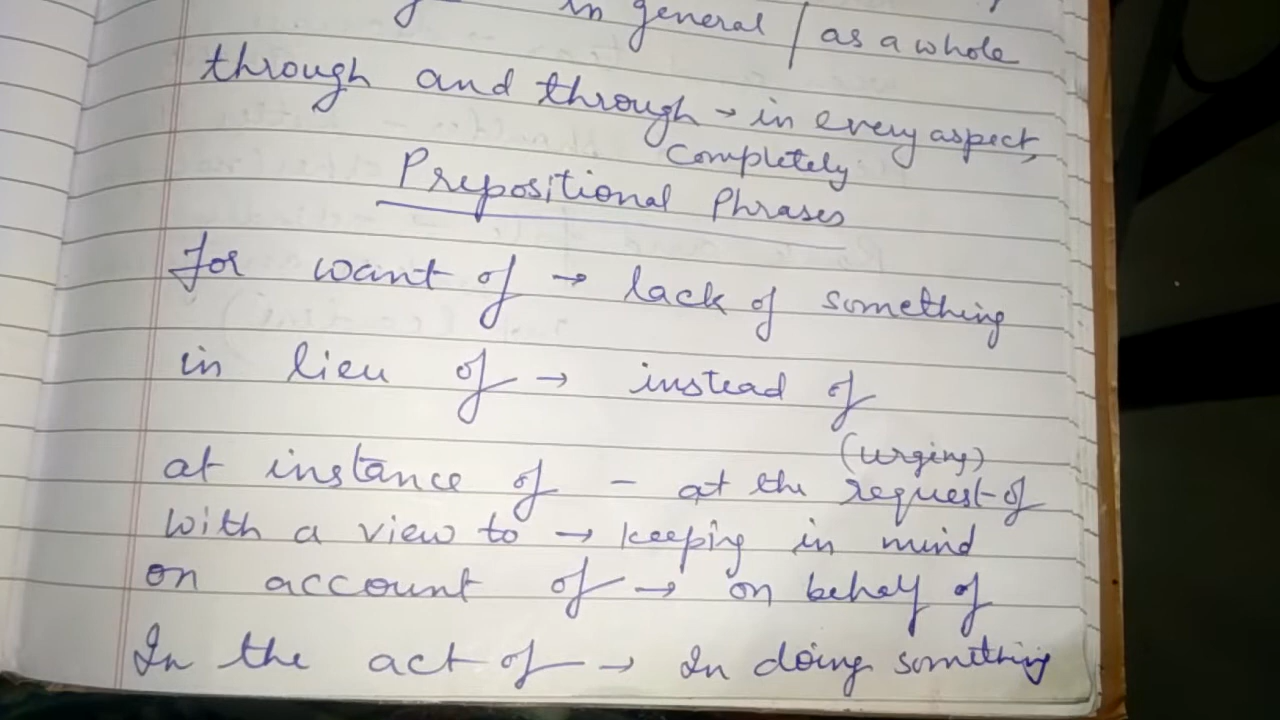 in general / as a whole
through and through → in every aspect,
completely
Prepositional Phrases
for want of → lack of something
in lieu of → instead of
(urging)
at instance of – at the request of
with a view to → keeping in mind
on account of → on behalf of
In the act of → In doing something